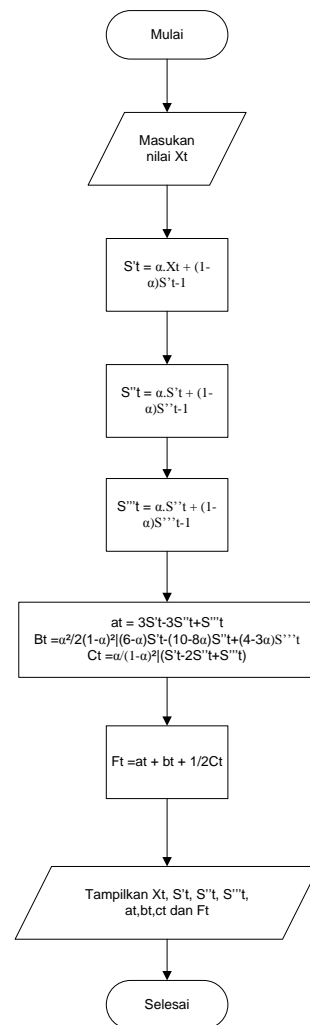 Mulai
Masukan
nilai Xt
S't = α.Xt + (1-
α)S't-1
S''t = α.S't + (1-
α)S''t-1
S'''t = α.S''t + (1-
α)S'''t-1
at = 3S't-3S''t+S'''t
Bt =α²/2(1-α)²|(6-α)S't-(10-8α)S''t+(4-3α)S'''t
Ct =α/(1-α)²|(S't-2S''t+S'''t)
Ft =at + bt + 1/2Ct
Tampilkan Xt, S't, S''t, S'''t,
at,bt,ct dan Ft
Selesai